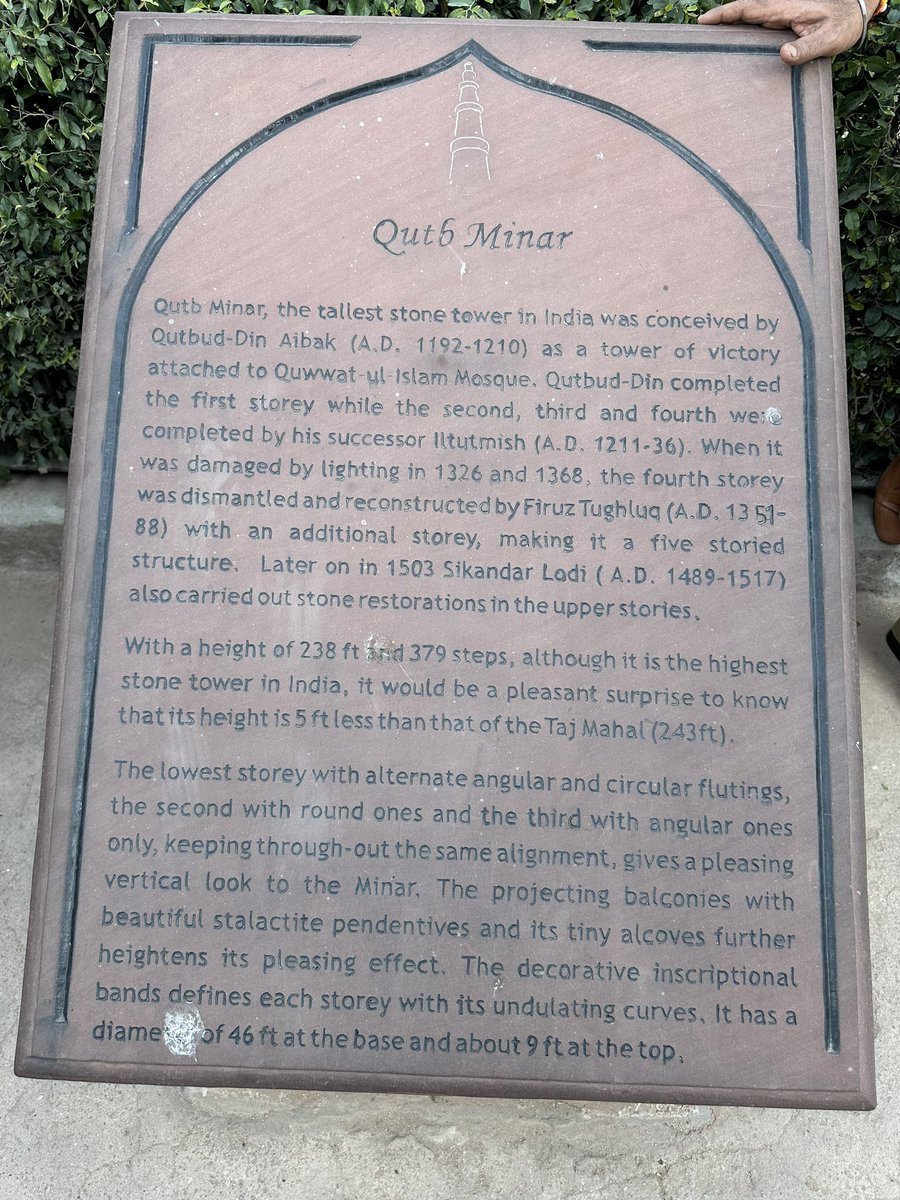 Qutb Minar
Qutb Minar, the tallest stone tower in India was conceived by
Qutbud-Din Aibak (A.D. 1192-1210) as a tower of victory
attached to Quwwat-ul-Islam Mosque. Qutbud-Din completed
the first storey while the second, third and fourth were
completed by his successor Iltutmish (A.D. 1211-36). When it
was damaged by lighting in 1326 and 1368, the fourth storey
was dismantled and reconstructed by Firuz Tughluq (A.D. 1351-
88) with an additional storey, making it a five storied
structure. Later on in 1503 Sikandar Lodi ( A.D. 1489-1517)
also carried out stone restorations in the upper stories.
With a height of 238 ft and 379 steps, although it is the highest
stone tower in India, it would be a pleasant surprise to know
that its height is 5 ft less than that of the Taj Mahal (243ft).
The lowest storey with alternate angular and circular flutings,
the second with round ones and the third with angular ones
only, keeping through-out the same alignment, gives a pleasing
vertical look to the Minar. The projecting balconies with
beautiful stalactite pendentives and its tiny alcoves further
heightens its pleasing effect. The decorative inscriptional
bands defines each storey with its undulating curves. It has a
diameter of 46 ft at the base and about 9 ft at the top.